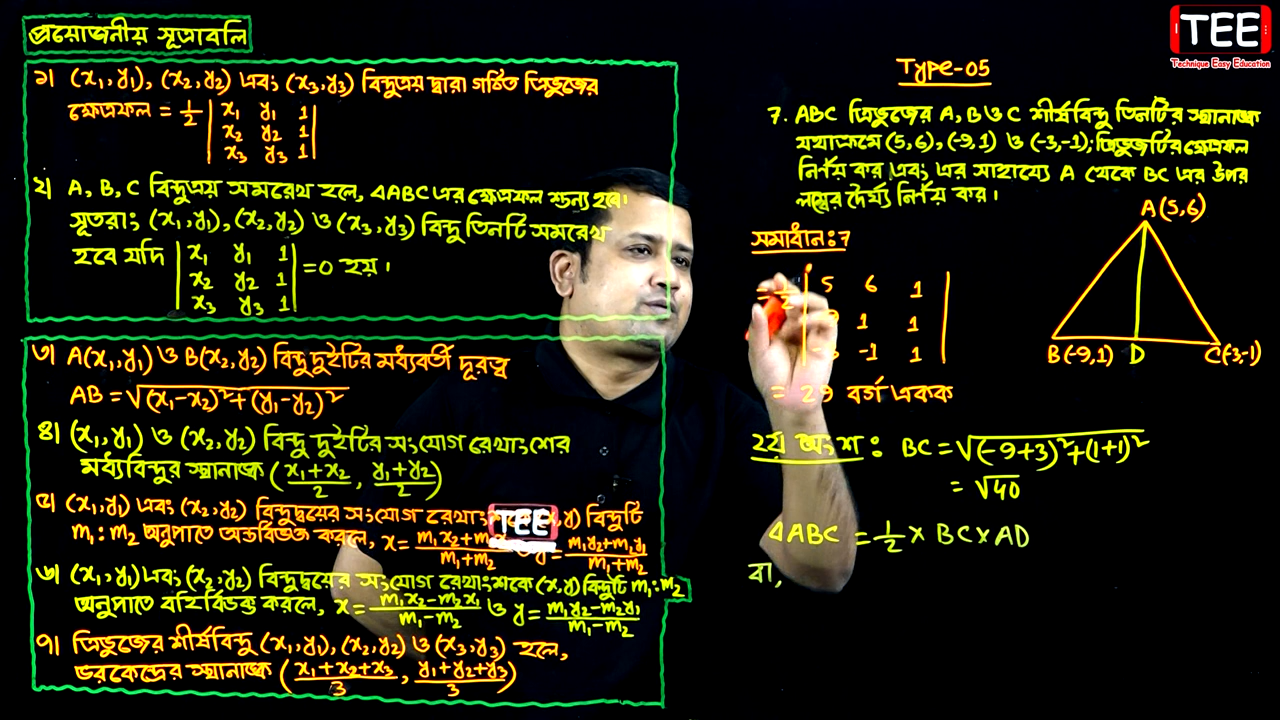 প্রয়োজনীয় সূত্রাবলি
১। (x₁, y₁), (x₂, y₂) এবং (x₃, y₃) বিন্দুত্রয় দ্বারা গঠিত ত্রিভুজের
ক্ষেত্রফল = 1/2 | x₁ y₁ 1 |
| x₂ y₂ 1 |
| x₃ y₃ 1 |
২। A, B, C বিন্দুত্রয় সমরেখ হলে, ΔABC এর ক্ষেত্রফল শূন্য হবে।
সুতরাং (x₁, y₁), (x₂, y₂) ও (x₃, y₃) বিন্দু তিনটি সমরেখ
হবে যদি | x₁ y₁ 1 | = 0 হয়।
| x₂ y₂ 1 |
| x₃ y₃ 1 |
৩। A(x₁, y₁) ও B(x₂, y₂) বিন্দু দুইটির মধ্যবর্তী দূরত্ব
AB = √(x₁-x₂)²+(y₁-y₂)²
৪। (x₁, y₁) ও (x₂, y₂) বিন্দু দুইটির সংযোগ রেখাংশের
মধ্যবিন্দুর স্থানাঙ্ক ((x₁+x₂)/2, (y₁+y₂)/2)
৫। (x₁, y₁) এবং (x₂, y₂) বিন্দুদ্বয়ের সংযোগ রেখাংশকে (x, y) বিন্দুটি
m₁ : m₂ অনুপাতে অন্তর্বিভক্ত করলে, x = (m₁x₂+m₂)/(m₁+m₂) y = (m₁y₂+m₂y₁)/(m₁+m₂)
৬। (x₁, y₁) এবং (x₂, y₂) বিন্দুদ্বয়ের সংযোগ রেখাংশকে (x, y) বিন্দুটি m₁ : m₂
অনুপাতে বহির্বিভক্ত করলে, x = (m₁x₂-m₂x₁)/(m₁-m₂) ও y = (m₁y₂-m₂y₁)/(m₁-m₂)
৭। ত্রিভুজের শীর্ষবিন্দু (x₁, y₁), (x₂, y₂) ও (x₃, y₃) হলে,
ভরকেন্দ্রের স্থানাঙ্ক ((x₁+x₂+x₃)/3, (y₁+y₂+y₃)/3)
TEE
TEE
Technique Easy Education
Type-05
7. ABC ত্রিভুজের A, B ও C শীর্ষবিন্দু তিনটির স্থানাঙ্ক
যথাক্রমে (5,6), (-9,1) ও (-3,-1); ত্রিভুজটির ক্ষেত্রফল
নির্ণয় কর এবং এর সাহায্যে A থেকে BC এর উপর
লম্বের দৈর্ঘ্য নির্ণয় কর।
A(5,6)
B(-9,1) D C(-3,-1)
সমাধানঃ 7
= 1/2 | 5 6 1 |
1 1 |
-1 1 |
= 29 বর্গ একক
২য় অংশ : BC = √(-9+3)²+(1+1)²
= √40
ΔABC = 1/2 × BC × AD
বা,